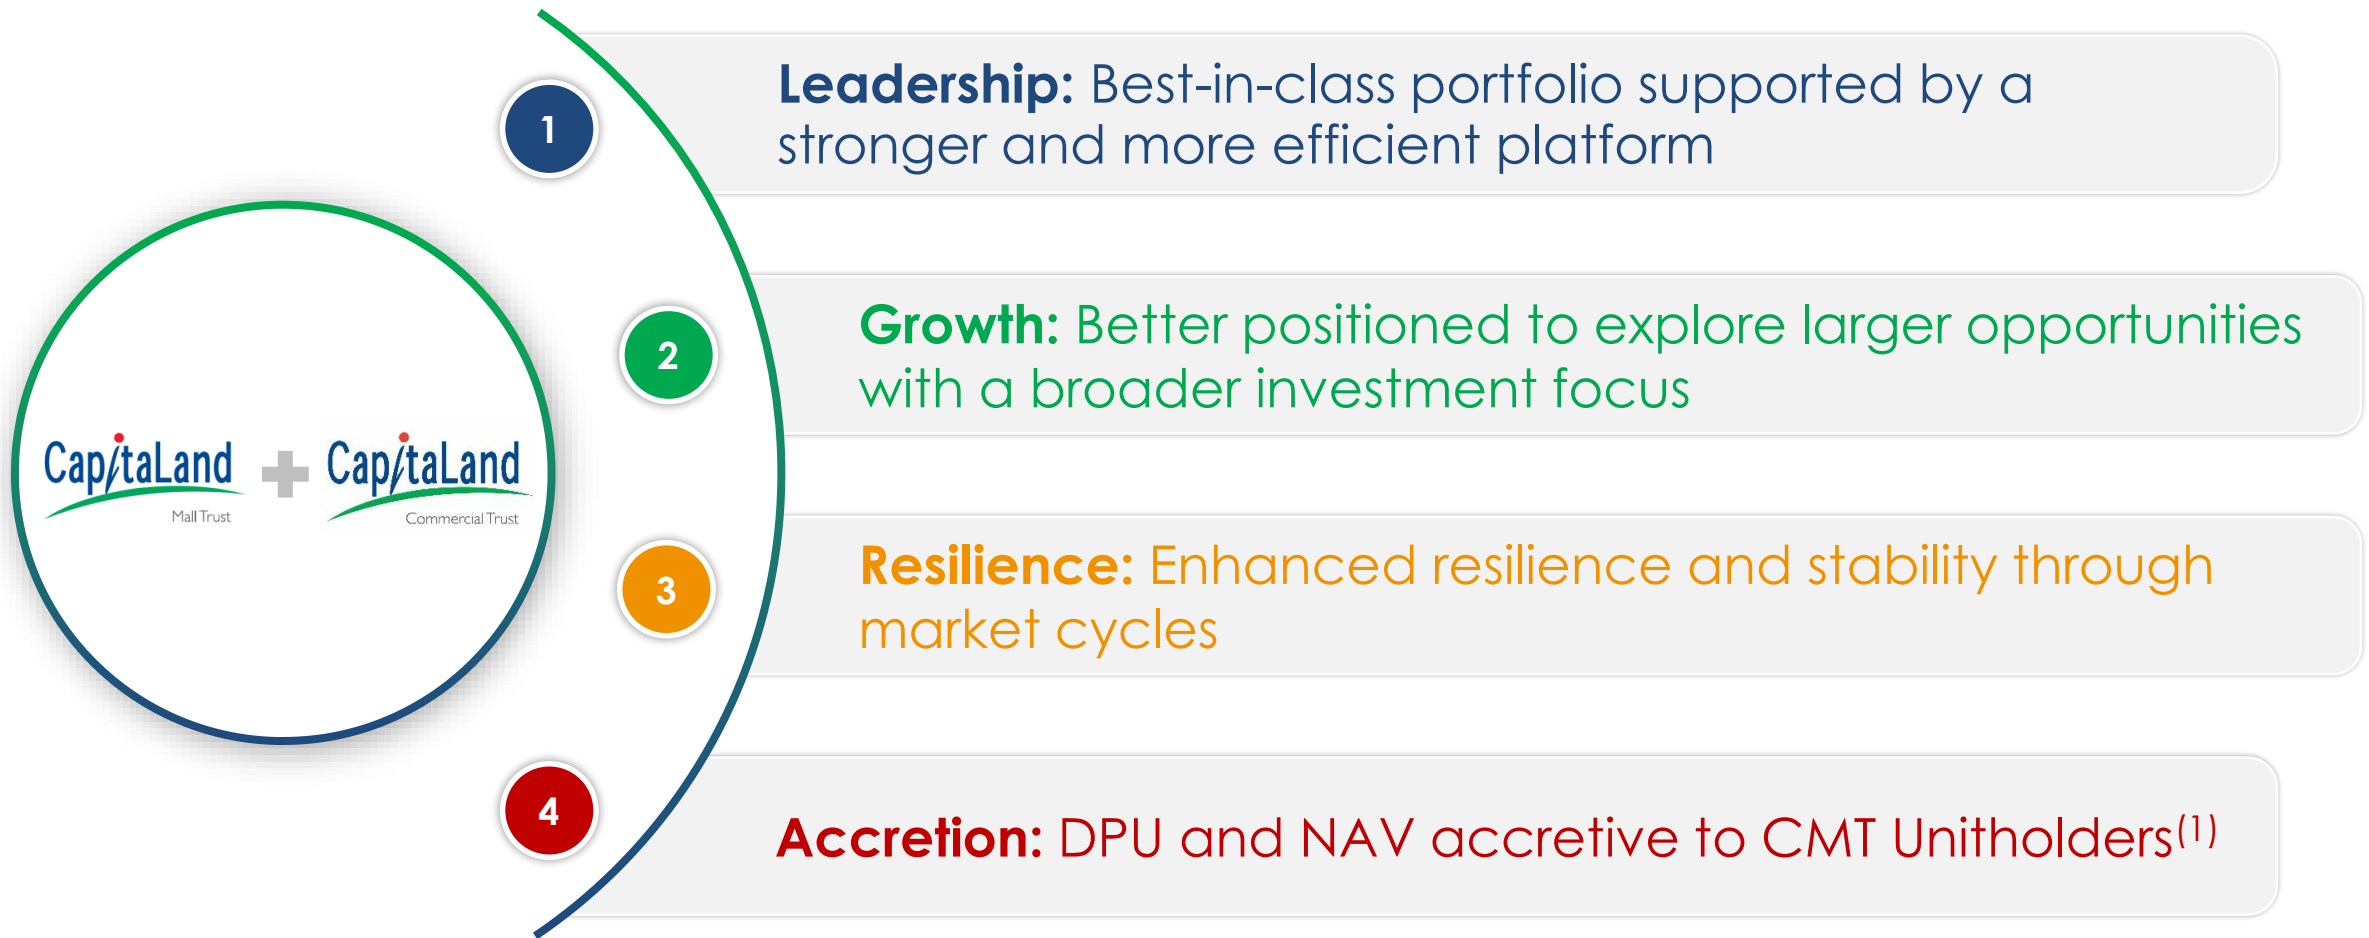 1
Leadership: Best-in-class portfolio supported by a
stronger and more efficient platform
2
Growth: Better positioned to explore larger opportunities
with a broader investment focus
CapitaLand
Mall Trust
CapitaLand
Commercial Trust
3
Resilience: Enhanced resilience and stability through
market cycles
4
Accretion: DPU and NAV accretive to CMT Unitholders(1)